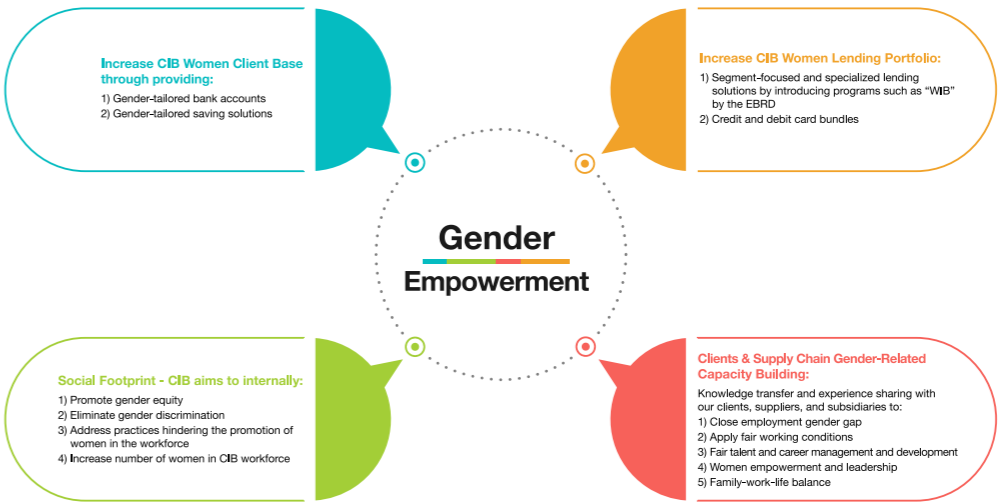 Increase CIB Women Client Base
through providing:
1) Gender-tailored bank accounts
2) Gender-tailored saving solutions
Increase CIB Women Lending Portfolio:
1) Segment-focused and specialized lending
solutions by introducing programs such as “WIB”
by the EBRD
2) Credit and debit card bundles
Gender
Empowerment
Social Footprint - CIB aims to internally:
1) Promote gender equity
2) Eliminate gender discrimination
3) Address practices hindering the promotion of
women in the workforce
4) Increase number of women in CIB workforce
Clients & Supply Chain Gender-Related
Capacity Building:
Knowledge transfer and experience sharing with
our clients, suppliers, and subsidiaries to:
1) Close employment gender gap
2) Apply fair working conditions
3) Fair talent and career management and development
4) Women empowerment and leadership
5) Family-work-life balance